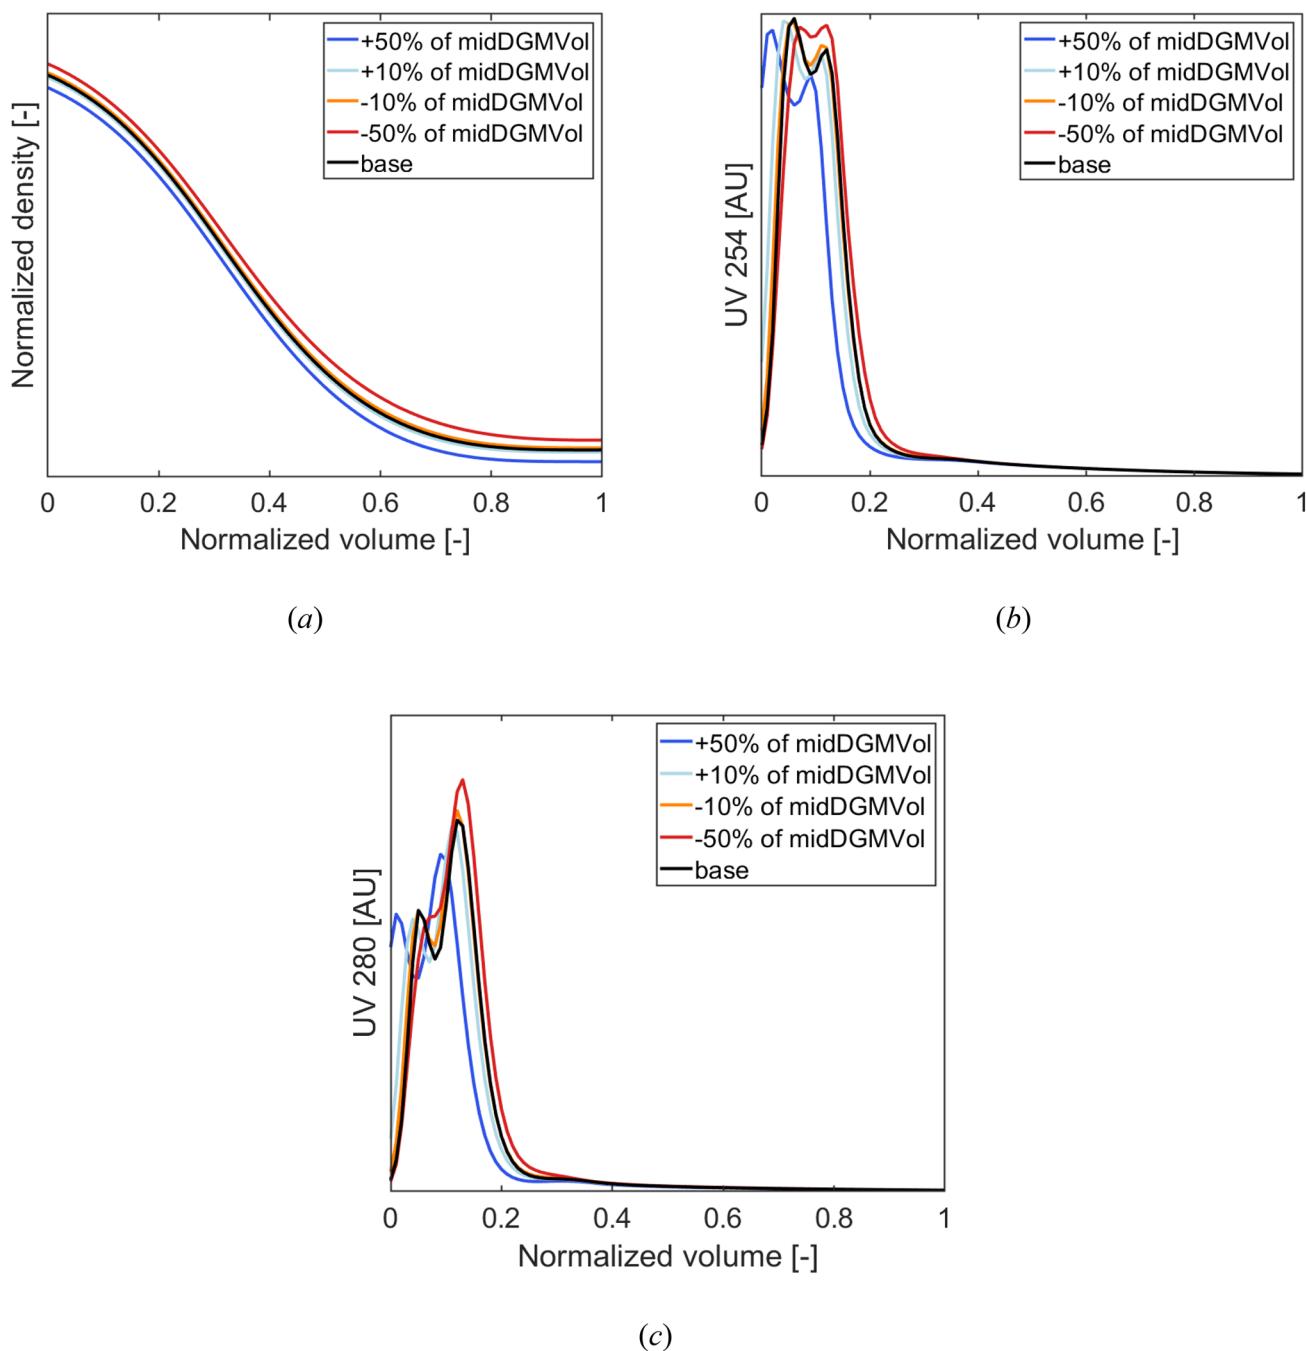 +50% of midDGMVol
+10% of midDGMVol
-10% of midDGMVol
-50% of midDGMVol
base
Normalized density [-]
0 0.2 0.4 0.6 0.8 1
Normalized volume [-]
(a)
+50% of midDGMVol
+10% of midDGMVol
-10% of midDGMVol
-50% of midDGMVol
base
UV 254 [AU]
0 0.2 0.4 0.6 0.8 1
Normalized volume [-]
(b)
+50% of midDGMVol
+10% of midDGMVol
-10% of midDGMVol
-50% of midDGMVol
base
UV 280 [AU]
0 0.2 0.4 0.6 0.8 1
Normalized volume [-]
(c)